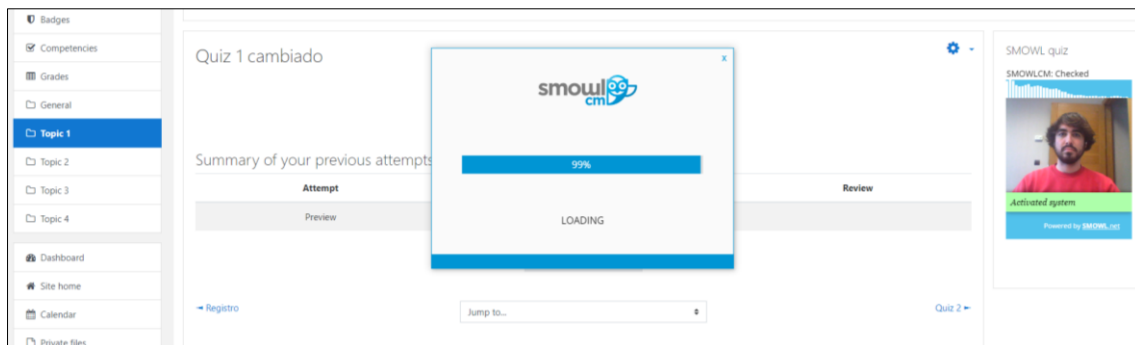 Badges
Competencies
Grades
General
Topic 1
Topic 2
Topic 3
Topic 4
Dashboard
Site home
Calendar
Private files
Quiz 1 cambiado
Summary of your previous attempts
Attempt
Review
Preview
x
smowl
cm
99%
LOADING
◄ Registro
Jump to...
Quiz 2 ►
SMOWL quiz
SMOWLCM: Checked
Activated system
Powered by SMOWL.net